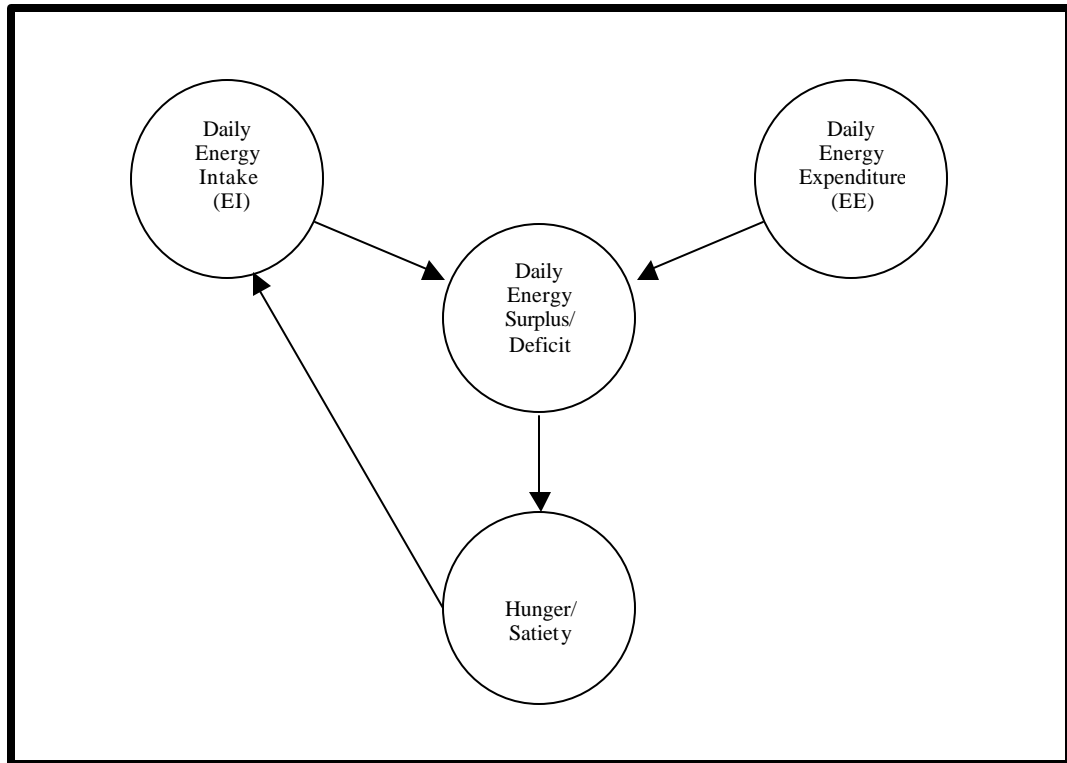 Daily
Energy
Intake
(EI)
Daily
Energy
Expenditure
(EE)
Daily
Energy
Surplus/
Deficit
Hunger/
Satiety